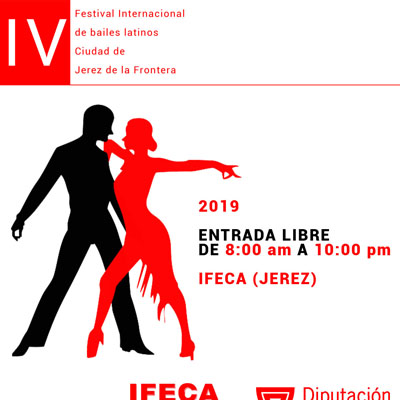 IV
Festival Internacional
de bailes latinos
Ciudad de
Jerez de la Frontera
2019
ENTRADA LIBRE
DE 8:00 am A 10:00 pm
IFECA (JEREZ)
IFECA
Diputación